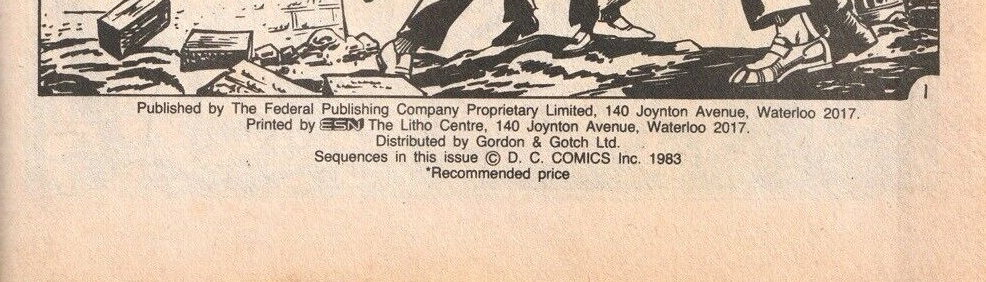 1
Published by The Federal Publishing Company Proprietary Limited, 140 Joynton Avenue, Waterloo 2017.
Printed by ESN The Litho Centre, 140 Joynton Avenue, Waterloo 2017.
Distributed by Gordon & Gotch Ltd.
Sequences in this issue © D. C. COMICS Inc. 1983
*Recommended price